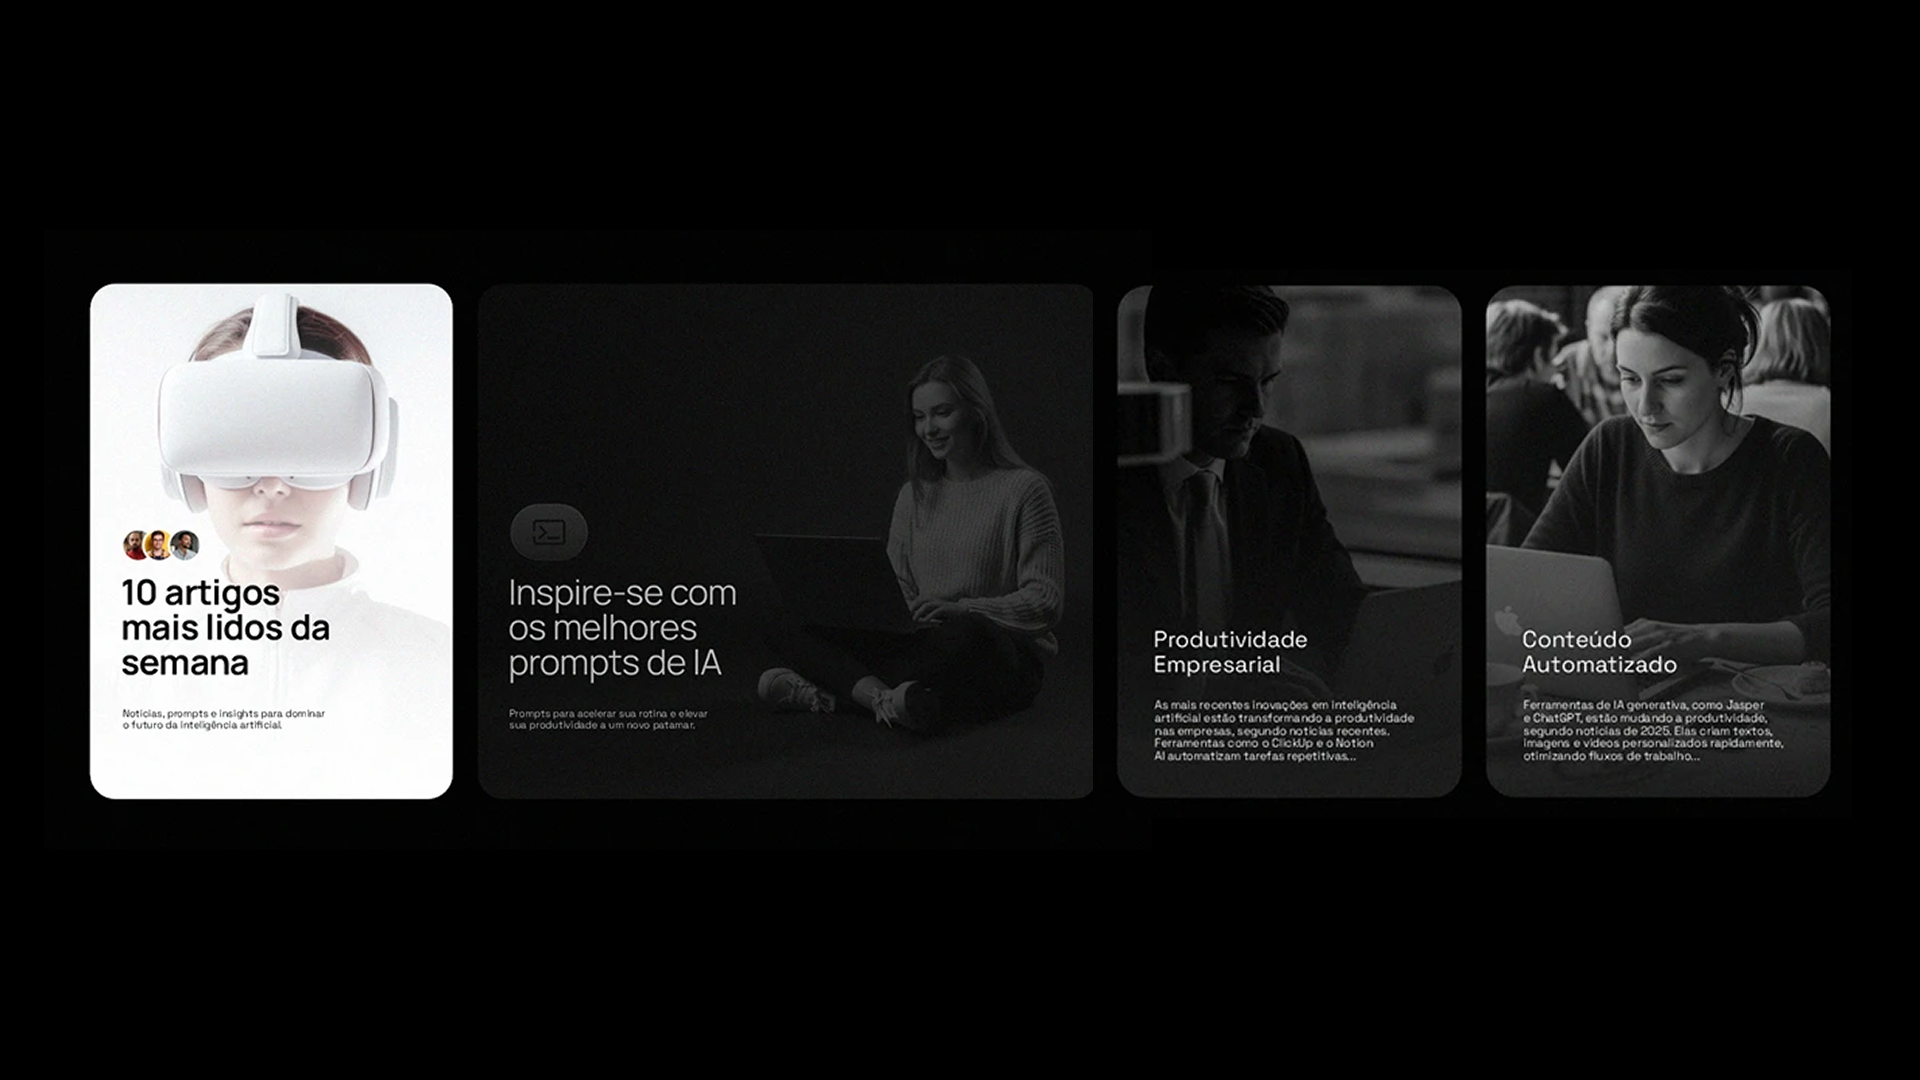 10 artigos
mais lidos da
semana
Notícias, prompts e insights para dominar
o futuro da inteligência artificial.
Inspire-se com
os melhores
prompts de IA
Prompts para acelerar sua rotina e elevar
sua produtividade a um novo patamar.
Produtividade
Empresarial
As mais recentes inovações em inteligência
artificial estão transformando a produtividade
nas empresas, segundo notícias recentes.
Ferramentas como o ClickUp e o Notion
AI automatizam tarefas repetitivas...
Conteúdo
Automatizado
Ferramentas de IA generativa, como Jasper
e ChatGPT, estão mudando a produtividade,
segundo notícias de 2025. Elas criam textos,
imagens e vídeos personalizados rapidamente,
otimizando fluxos de trabalho...